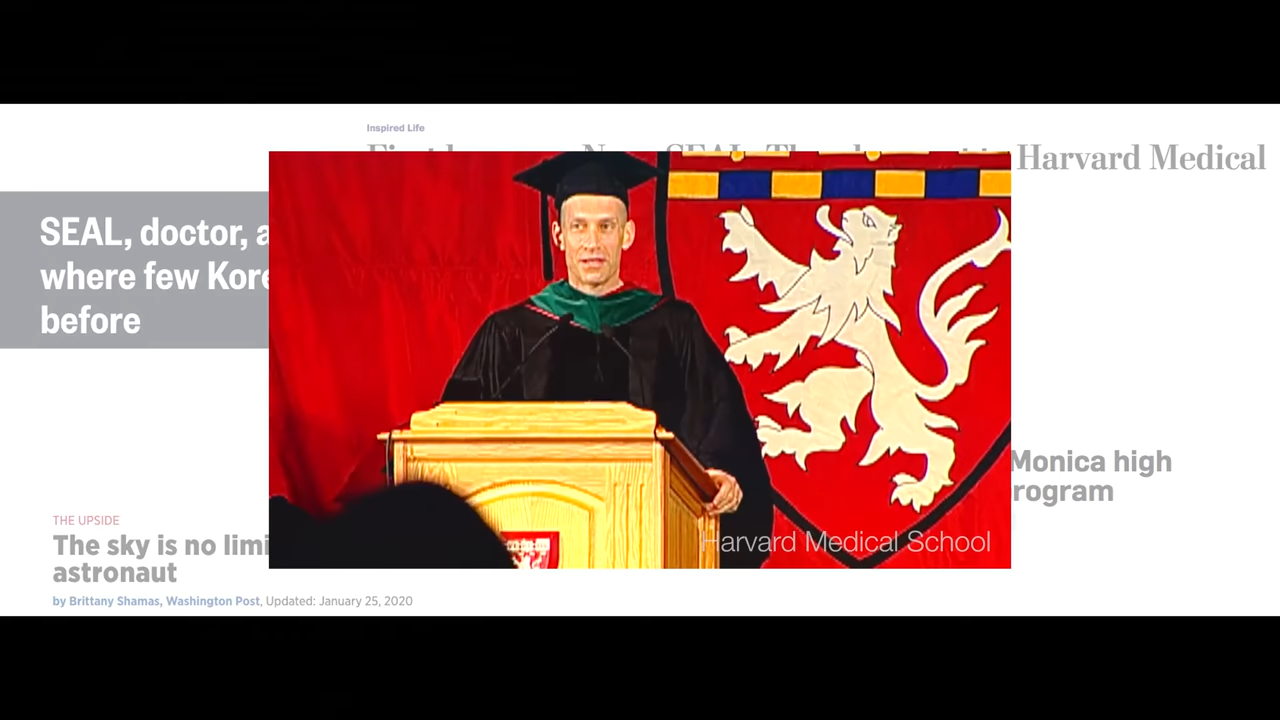 Inspired Life
Harvard Medical
SEAL, doctor, a
where few Kore
before
Monica high
rogram
THE UPSIDE
The sky is no limi
astronaut
by Brittany Shamas, Washington Post, Updated: January 25, 2020
Harvard Medical School